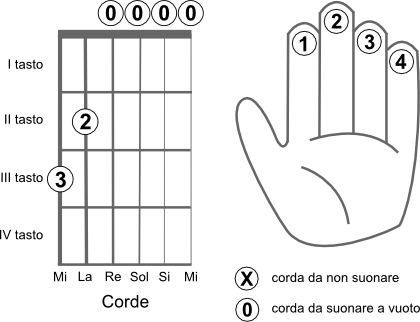 0 0 0 0
I tasto
II tasto
2
III tasto
3
IV tasto
Mi La Re Sol Si Mi
Corde
1 2 3 4
X corda da non suonare
0 corda da suonare a vuoto